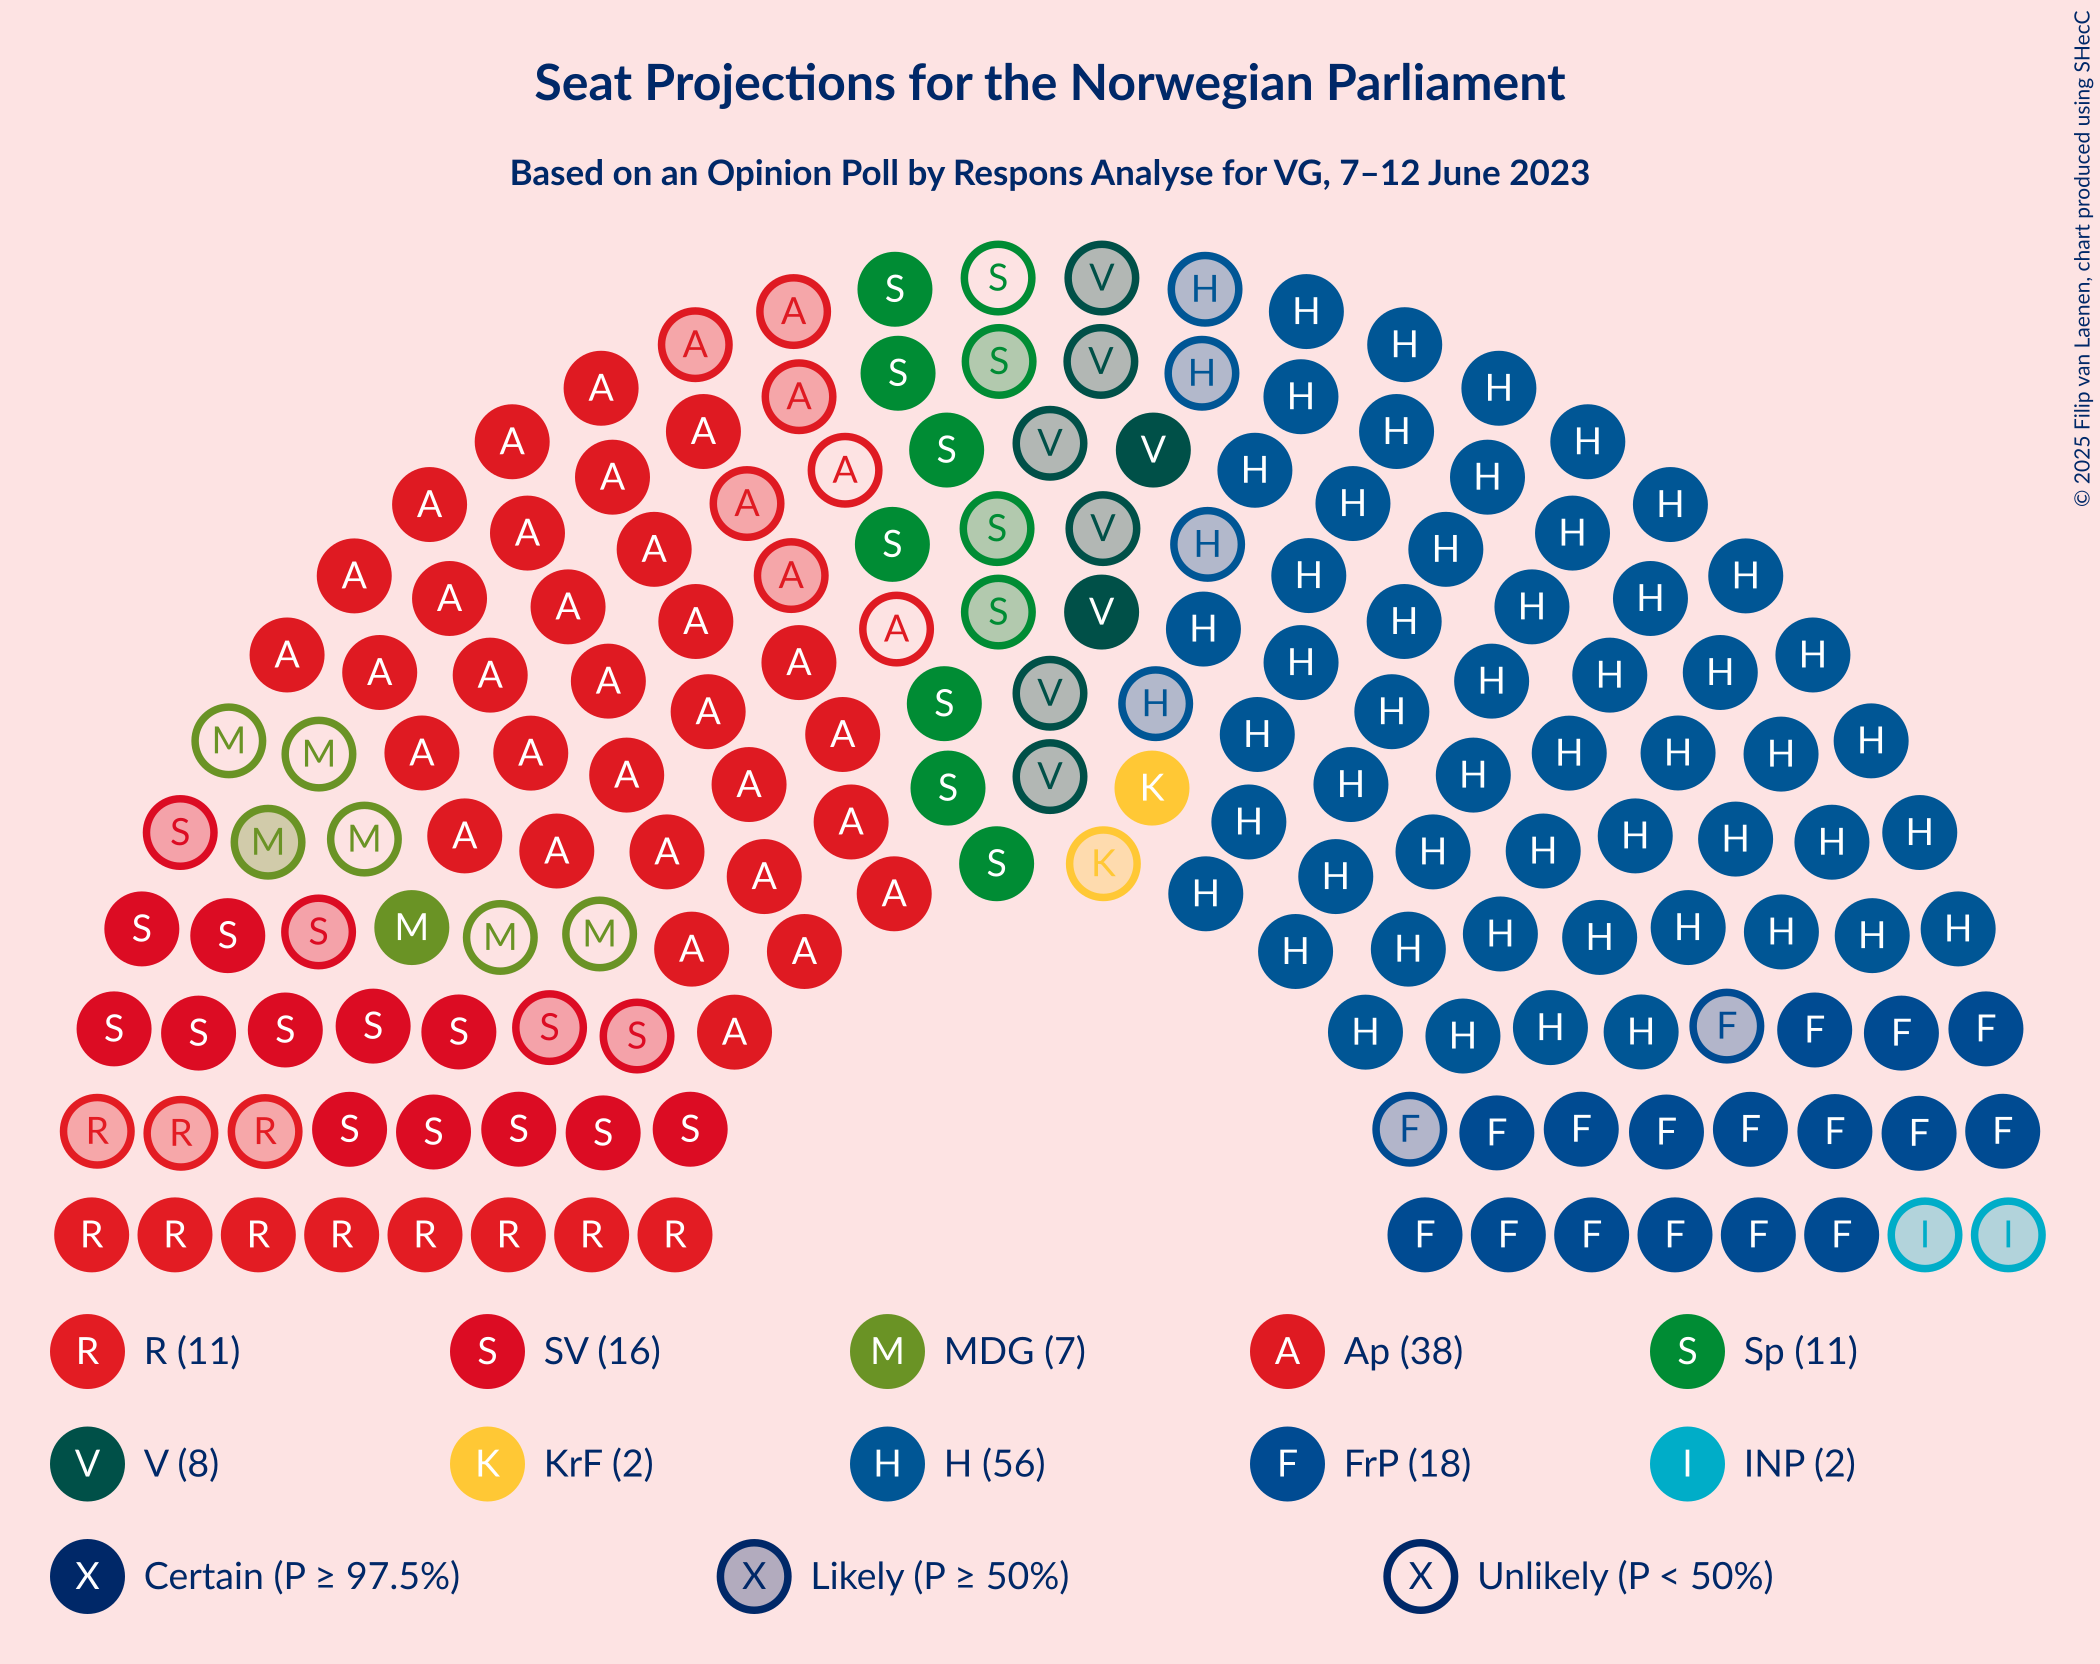 Seat Projections for the Norwegian Parliament
Based on an Opinion Poll by Respons Analyse for VG, 7–12 June 2023
© 2025 Filip van Laenen, chart produced using SHecC
A S S V H H
A A A S S V H H H H
A A A A A A S V V H H H H H H
A A A A A A A S A S S V V H H H H H H H H H
M A A A A A A S V H H H H H H H H H
M A A A A S V K H H H H H
S M M A A A A A A S K H H H H H H H H H
S S S M M M A A H H H H H H H H
S S S S S S S A H H H H F F F F
R R R S S S S S F F F F F F F F
R R R R R R R R F F F F F F I I
R R (11) S SV (16) M MDG (7) A Ap (38) S Sp (11)
V V (8) K KrF (2) H H (56) F FrP (18) I INP (2)
X Certain (P ≥ 97.5%) X Likely (P ≥ 50%) X Unlikely (P < 50%)